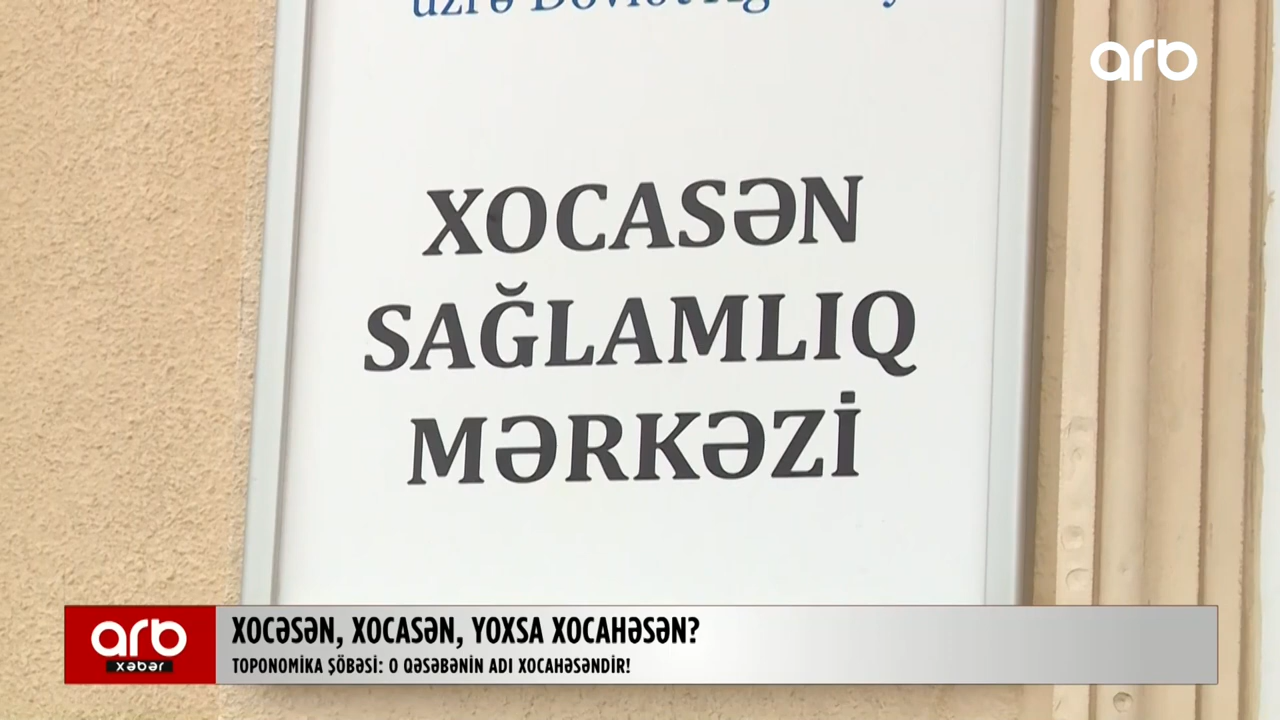 arb
XOCASƏN
SAĞLAMLIQ
MƏRKƏZİ
arb
xəbər
XOCƏSƏN, XOCASƏN, YOXSA XOCAHƏSƏN?
TOPONOMİKA ŞÖBƏSİ: O QƏSƏBƏNİN ADI XOCAHƏSƏNDİR!